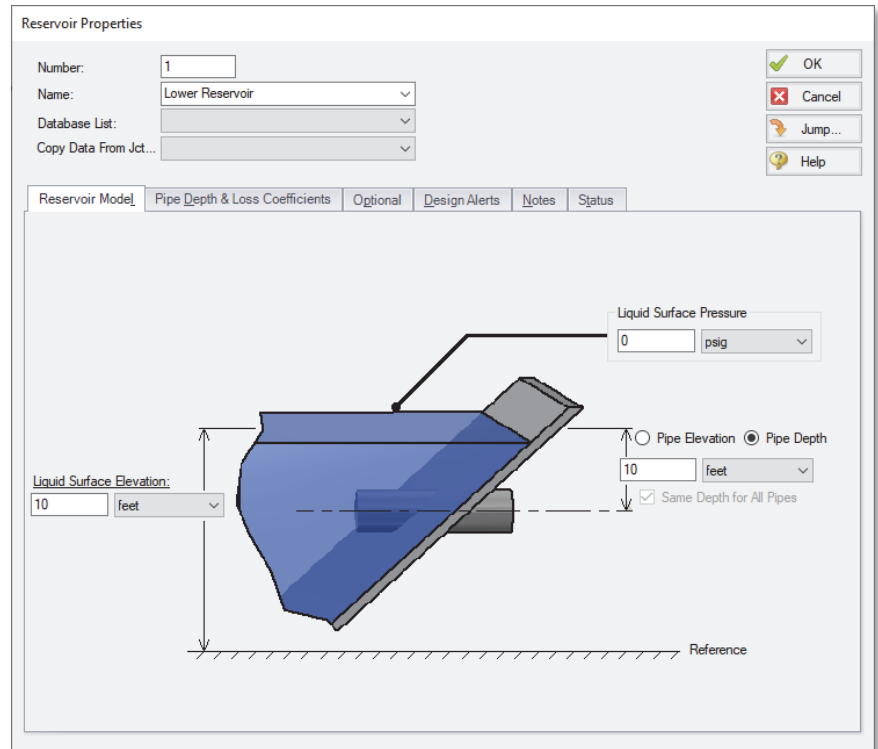 Reservoir Properties
Number: 1
Name: Lower Reservoir
Database List:
Copy Data From Jct...
OK
Cancel
Jump...
Help
Reservoir Model Pipe Depth & Loss Coefficients Optional Design Alerts Notes Status
Liquid Surface Pressure
0 psig
Pipe Elevation Pipe Depth
10 feet
Same Depth for All Pipes
Liquid Surface Elevation:
10 feet
Reference